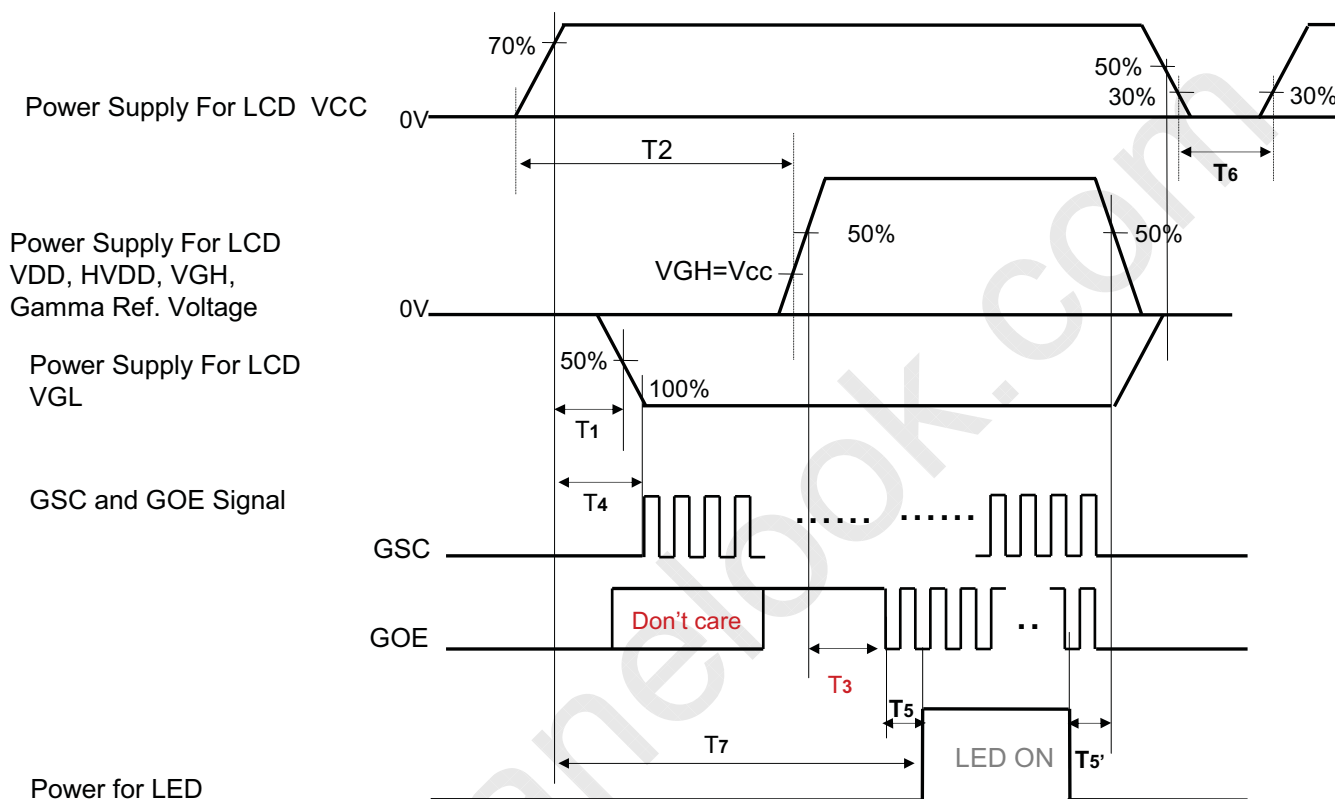 70%
50%
30%
30%
Power Supply For LCD VCC
0V
T2
T6
Power Supply For LCD
VDD, HVDD, VGH,
Gamma Ref. Voltage
50%
50%
VGH=Vcc
0V
Power Supply For LCD
VGL
50%
100%
T1
GSC and GOE Signal
T4
GSC
Don't care
GOE
T3
T5
T7
LED ON
T5'
Power for LED
anelook.com